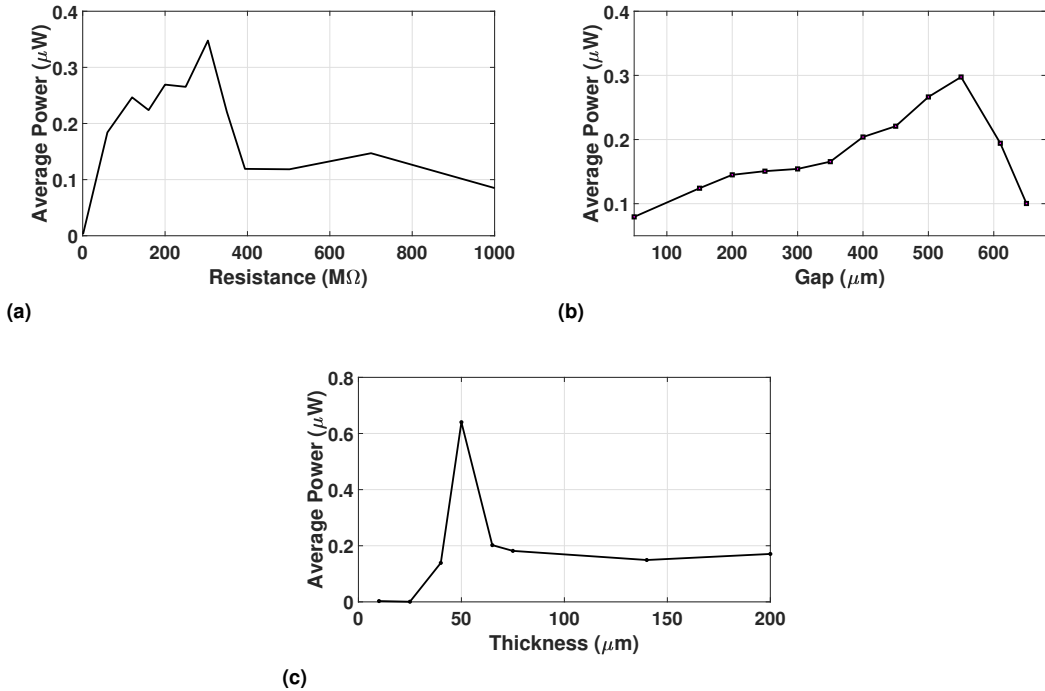 0.4
0.3
0.2
0.1
0
Average Power (μW)
0 200 400 600 800 1000
Resistance (MΩ)
(a)
0.4
0.3
0.2
0.1
Average Power (μW)
100 200 300 400 500 600
Gap (μm)
(b)
0.8
0.6
0.4
0.2
0
Average Power (μW)
0 50 100 150 200
Thickness (μm)
(c)